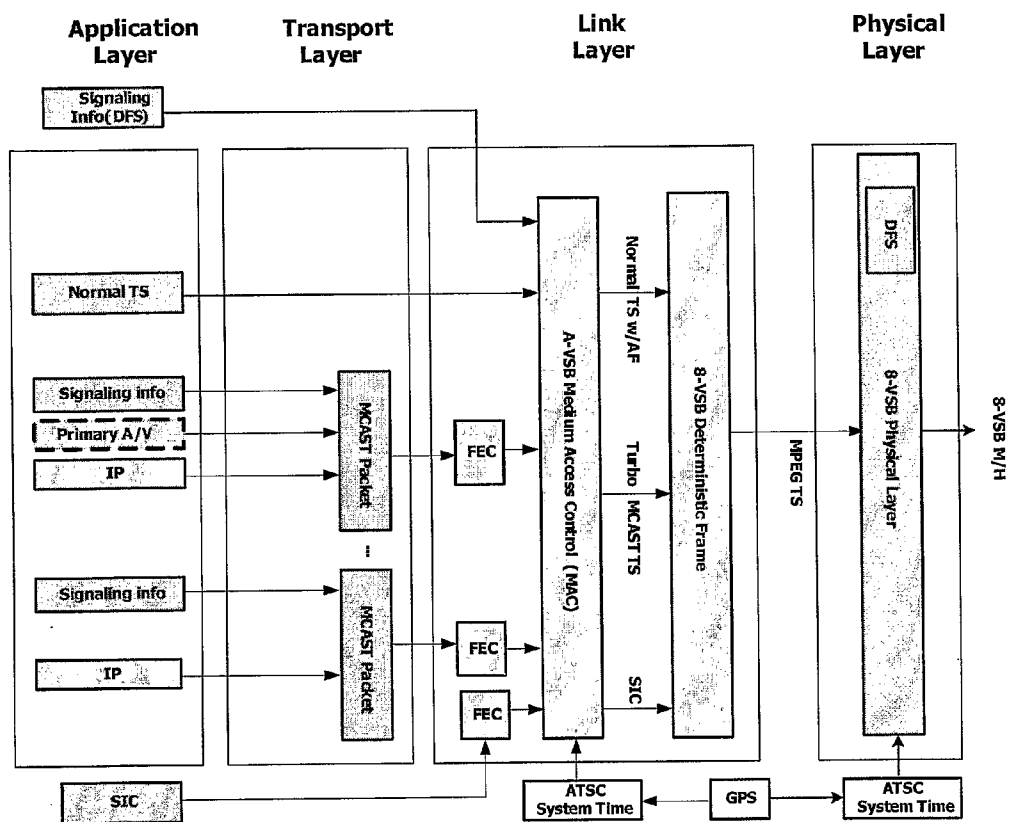 Application
Layer
Transport
Layer
Link
Layer
Physical
Layer
Signaling
Info(DFS)
Normal TS
Signaling info
Primary A/V
IP
Signaling info
IP
SIC
MCAST Packet
...
MCAST Packet
FEC
FEC
FEC
A-VSB Medium Access Control (MAC)
Normal TS w/AF
Turbo MCAST TS
SIC
8-VSB Deterministic Frame
MPEG TS
DFS
8-VSB Physical Layer
8-VSB M/H
ATSC
System Time
GPS
ATSC
System Time